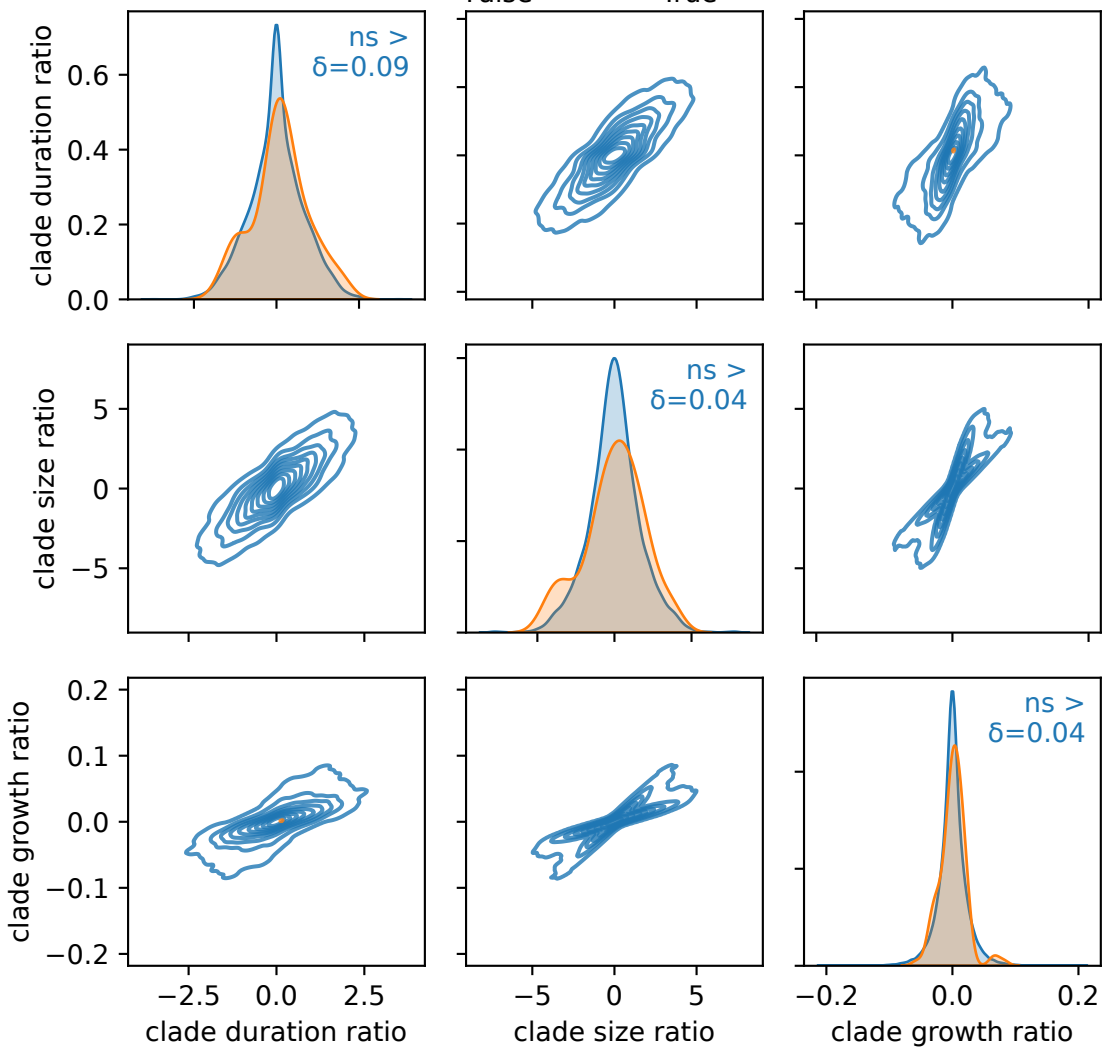 clade duration ratio
0.6
0.4
0.2
0.0
ns >
δ=0.09
clade size ratio
5
0
−5
ns >
δ=0.04
clade growth ratio
0.2
0.1
0.0
−0.1
−0.2
ns >
δ=0.04
−2.5 0.0 2.5
−5 0 5
−0.2 0.0 0.2
clade duration ratio
clade size ratio
clade growth ratio